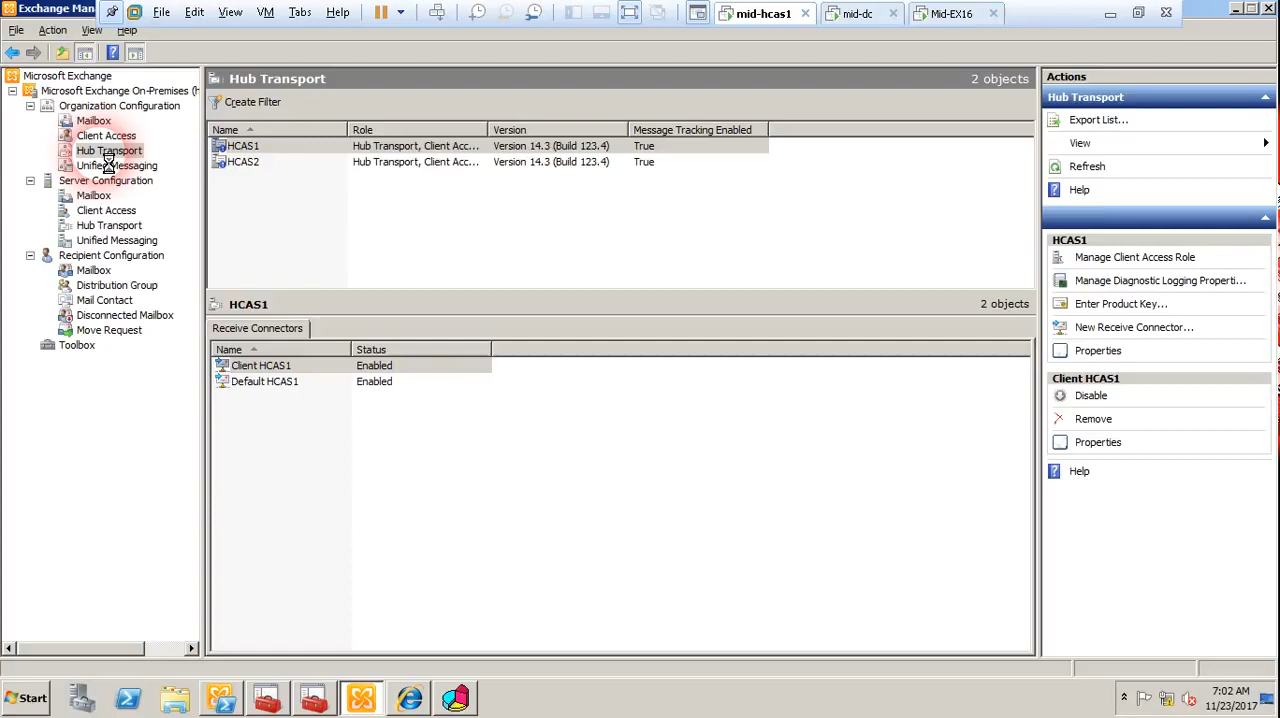 Exchange Mana
File Edit View VM Tabs Help
mid-hcas1
mid-dc
Mid-EX16
File Action View Help
Microsoft Exchange
Microsoft Exchange On-Premises (h
Organization Configuration
Mailbox
Client Access
Hub Transport
Unified Messaging
Server Configuration
Mailbox
Client Access
Hub Transport
Unified Messaging
Recipient Configuration
Mailbox
Distribution Group
Mail Contact
Disconnected Mailbox
Move Request
Toolbox
Hub Transport 2 objects
Create Filter
Name Role Version Message Tracking Enabled
HCAS1 Hub Transport, Client Acc... Version 14.3 (Build 123.4) True
HCAS2 Hub Transport, Client Acc... Version 14.3 (Build 123.4) True
HCAS1 2 objects
Receive Connectors
Name Status
Client HCAS1 Enabled
Default HCAS1 Enabled
Actions
Hub Transport
Export List...
View
Refresh
Help
HCAS1
Manage Client Access Role
Manage Diagnostic Logging Properti...
Enter Product Key...
New Receive Connector...
Properties
Client HCAS1
Disable
Remove
Properties
Help
Start
7:02 AM
11/23/2017